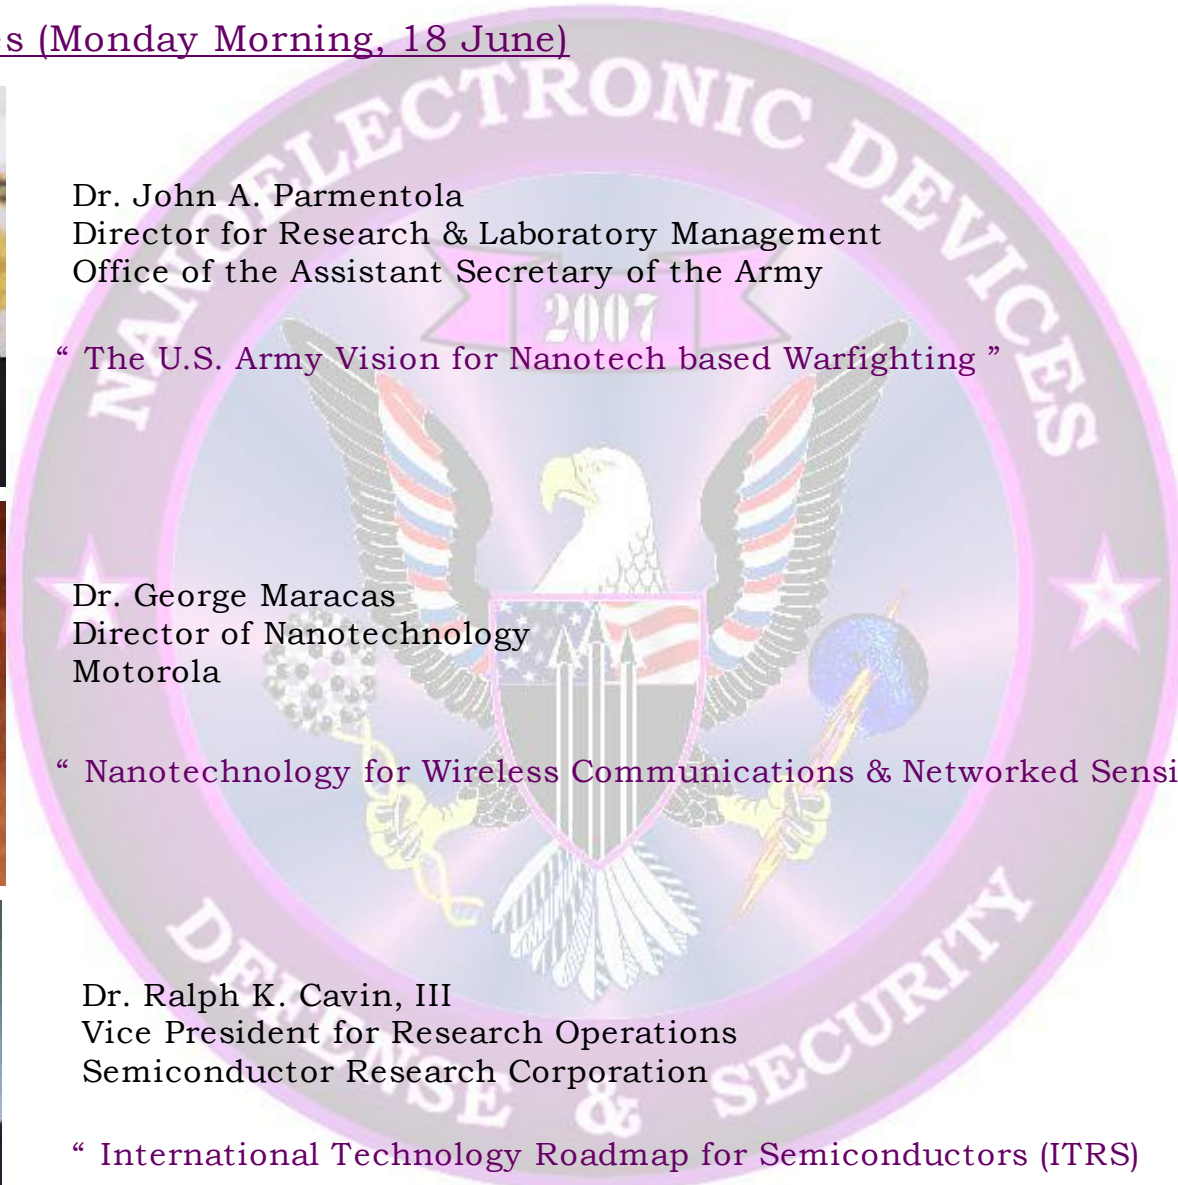 s (Monday Morning, 18 June)
NANOELECTRONIC DEVICES
2007
Dr. John A. Parmentola
Director for Research & Laboratory Management
Office of the Assistant Secretary of the Army
“ The U.S. Army Vision for Nanotech based Warfighting ”
Dr. George Maracas
Director of Nanotechnology
Motorola
“ Nanotechnology for Wireless Communications & Networked Sensi
Dr. Ralph K. Cavin, III
Vice President for Research Operations
Semiconductor Research Corporation
“ International Technology Roadmap for Semiconductors (ITRS)
DEFENSE & SECURITY